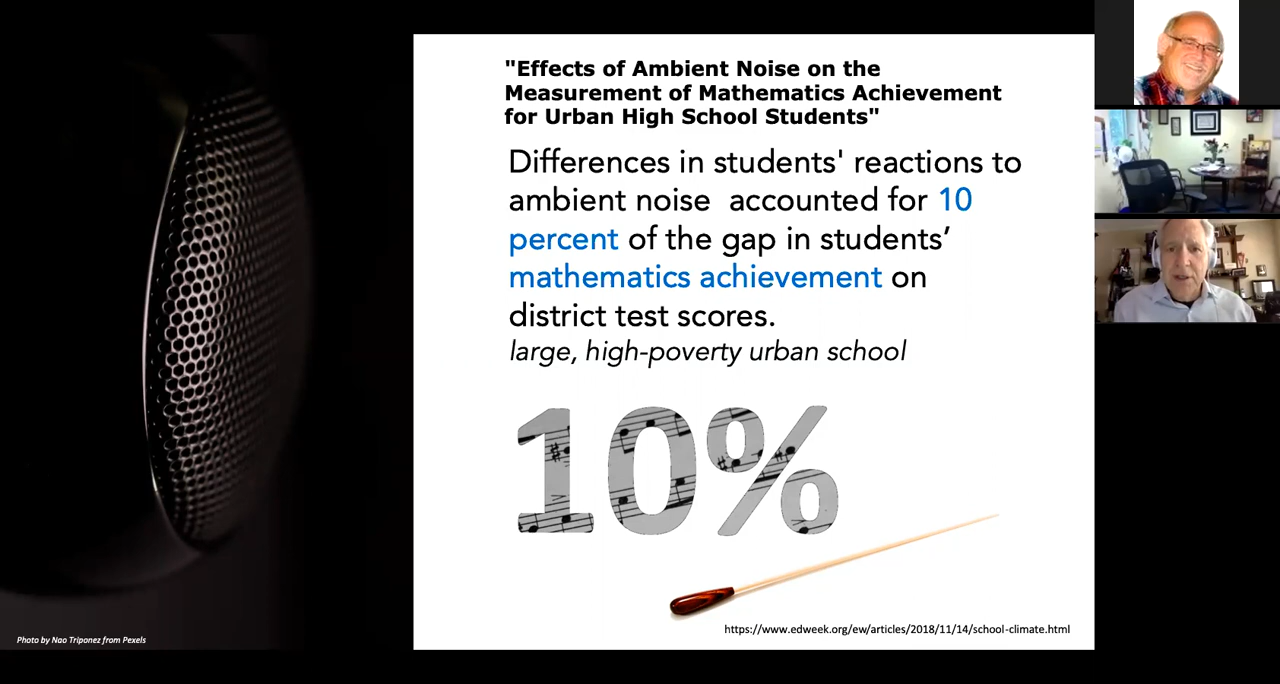 "Effects of Ambient Noise on the
Measurement of Mathematics Achievement
for Urban High School Students"
Differences in students' reactions to
ambient noise accounted for 10
percent of the gap in students’
mathematics achievement on
district test scores.
large, high-poverty urban school
10%
https://www.edweek.org/ew/articles/2018/11/14/school-climate.html
Photo by Nao Triponez from Pexels